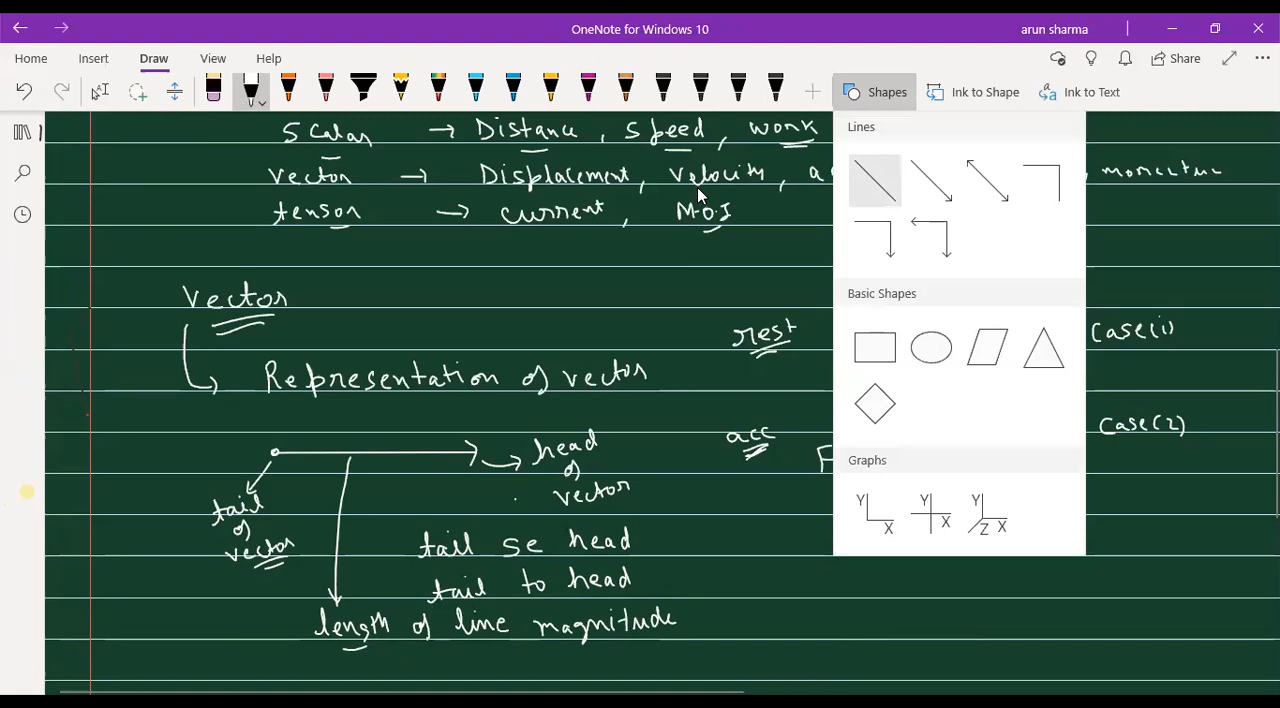 OneNote for Windows 10
arun sharma
Home Insert Draw View Help
Share
Shapes Ink to Shape Ink to Text
Scalar → Distance, Speed, work
vector → Displacement, velocity, a , momentum
tensor → current, M.O.I
Lines
Basic Shapes
Graphs
Y X Y X Y Z X
vector
Representation of vector
rest
Case(1)
acc
F
Case(2)
head
of
vector
tail
of
vector
tail se head
tail to head
length of line magnitude